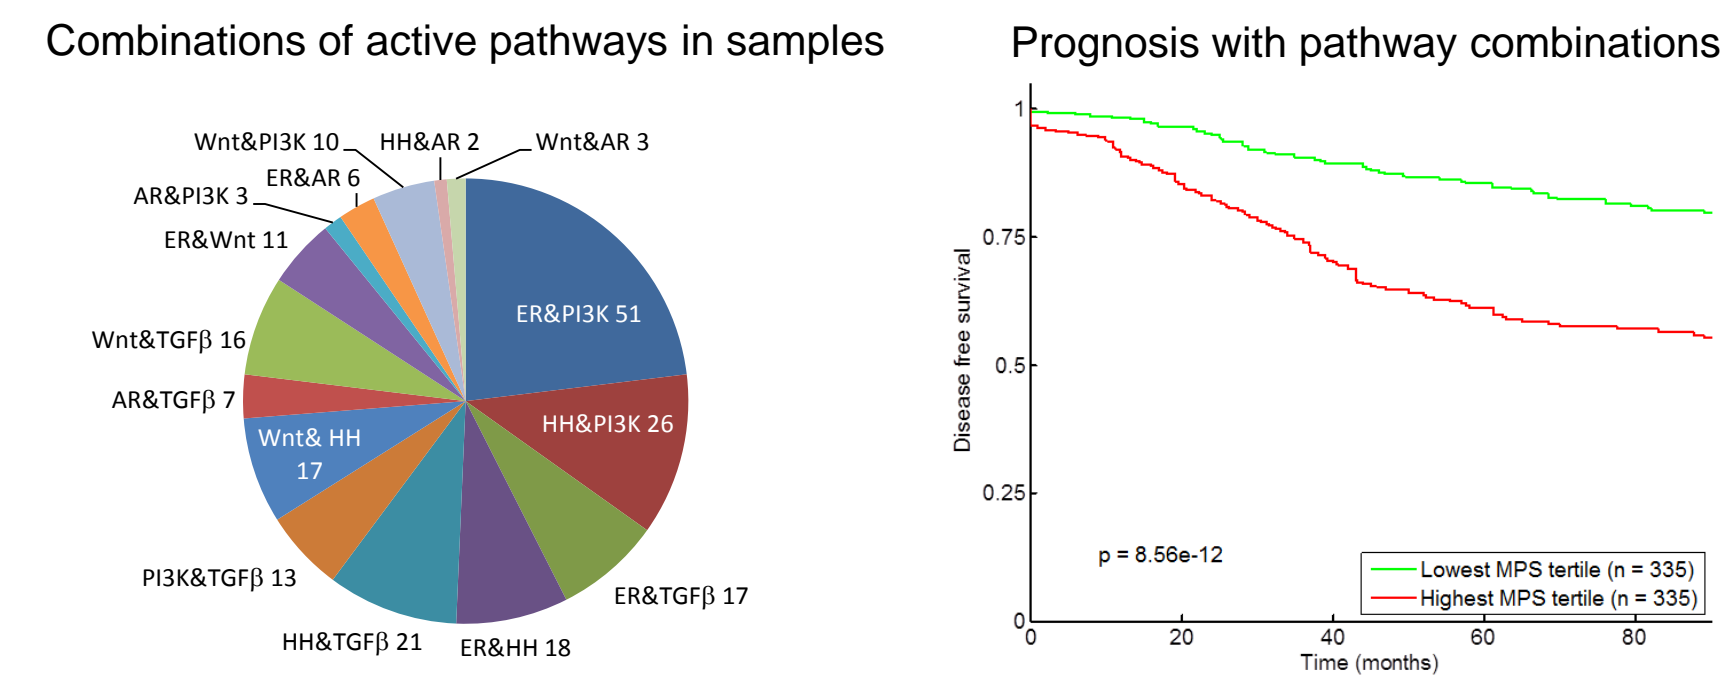 Combinations of active pathways in samples
Wnt&PI3K 10
HH&AR 2
Wnt&AR 3
ER&AR 6
AR&PI3K 3
ER&Wnt 11
ER&PI3K 51
Wnt&TGFβ 16
AR&TGFβ 7
HH&PI3K 26
Wnt& HH
17
PI3K&TGFβ 13
ER&TGFβ 17
HH&TGFβ 21
ER&HH 18
Prognosis with pathway combinations
1
0.75
0.5
0.25
0
Disease free survival
p = 8.56e-12
Lowest MPS tertile (n = 335)
Highest MPS tertile (n = 335)
0
20
40
60
80
Time (months)